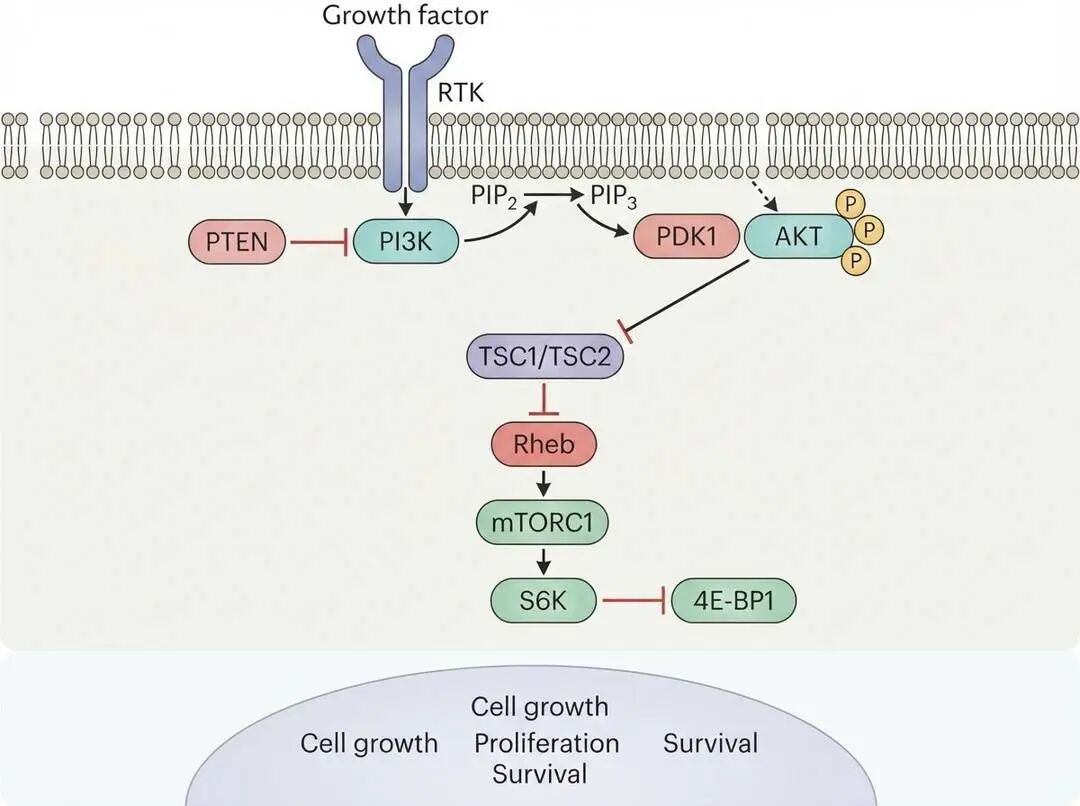 Growth factor
RTK
PIP₂ PIP₃
PTEN PI3K PDK1 AKT
P
P
P
TSC1/TSC2
Rheb
mTORC1
S6K 4E-BP1
Cell growth
Cell growth Proliferation Survival
Survival